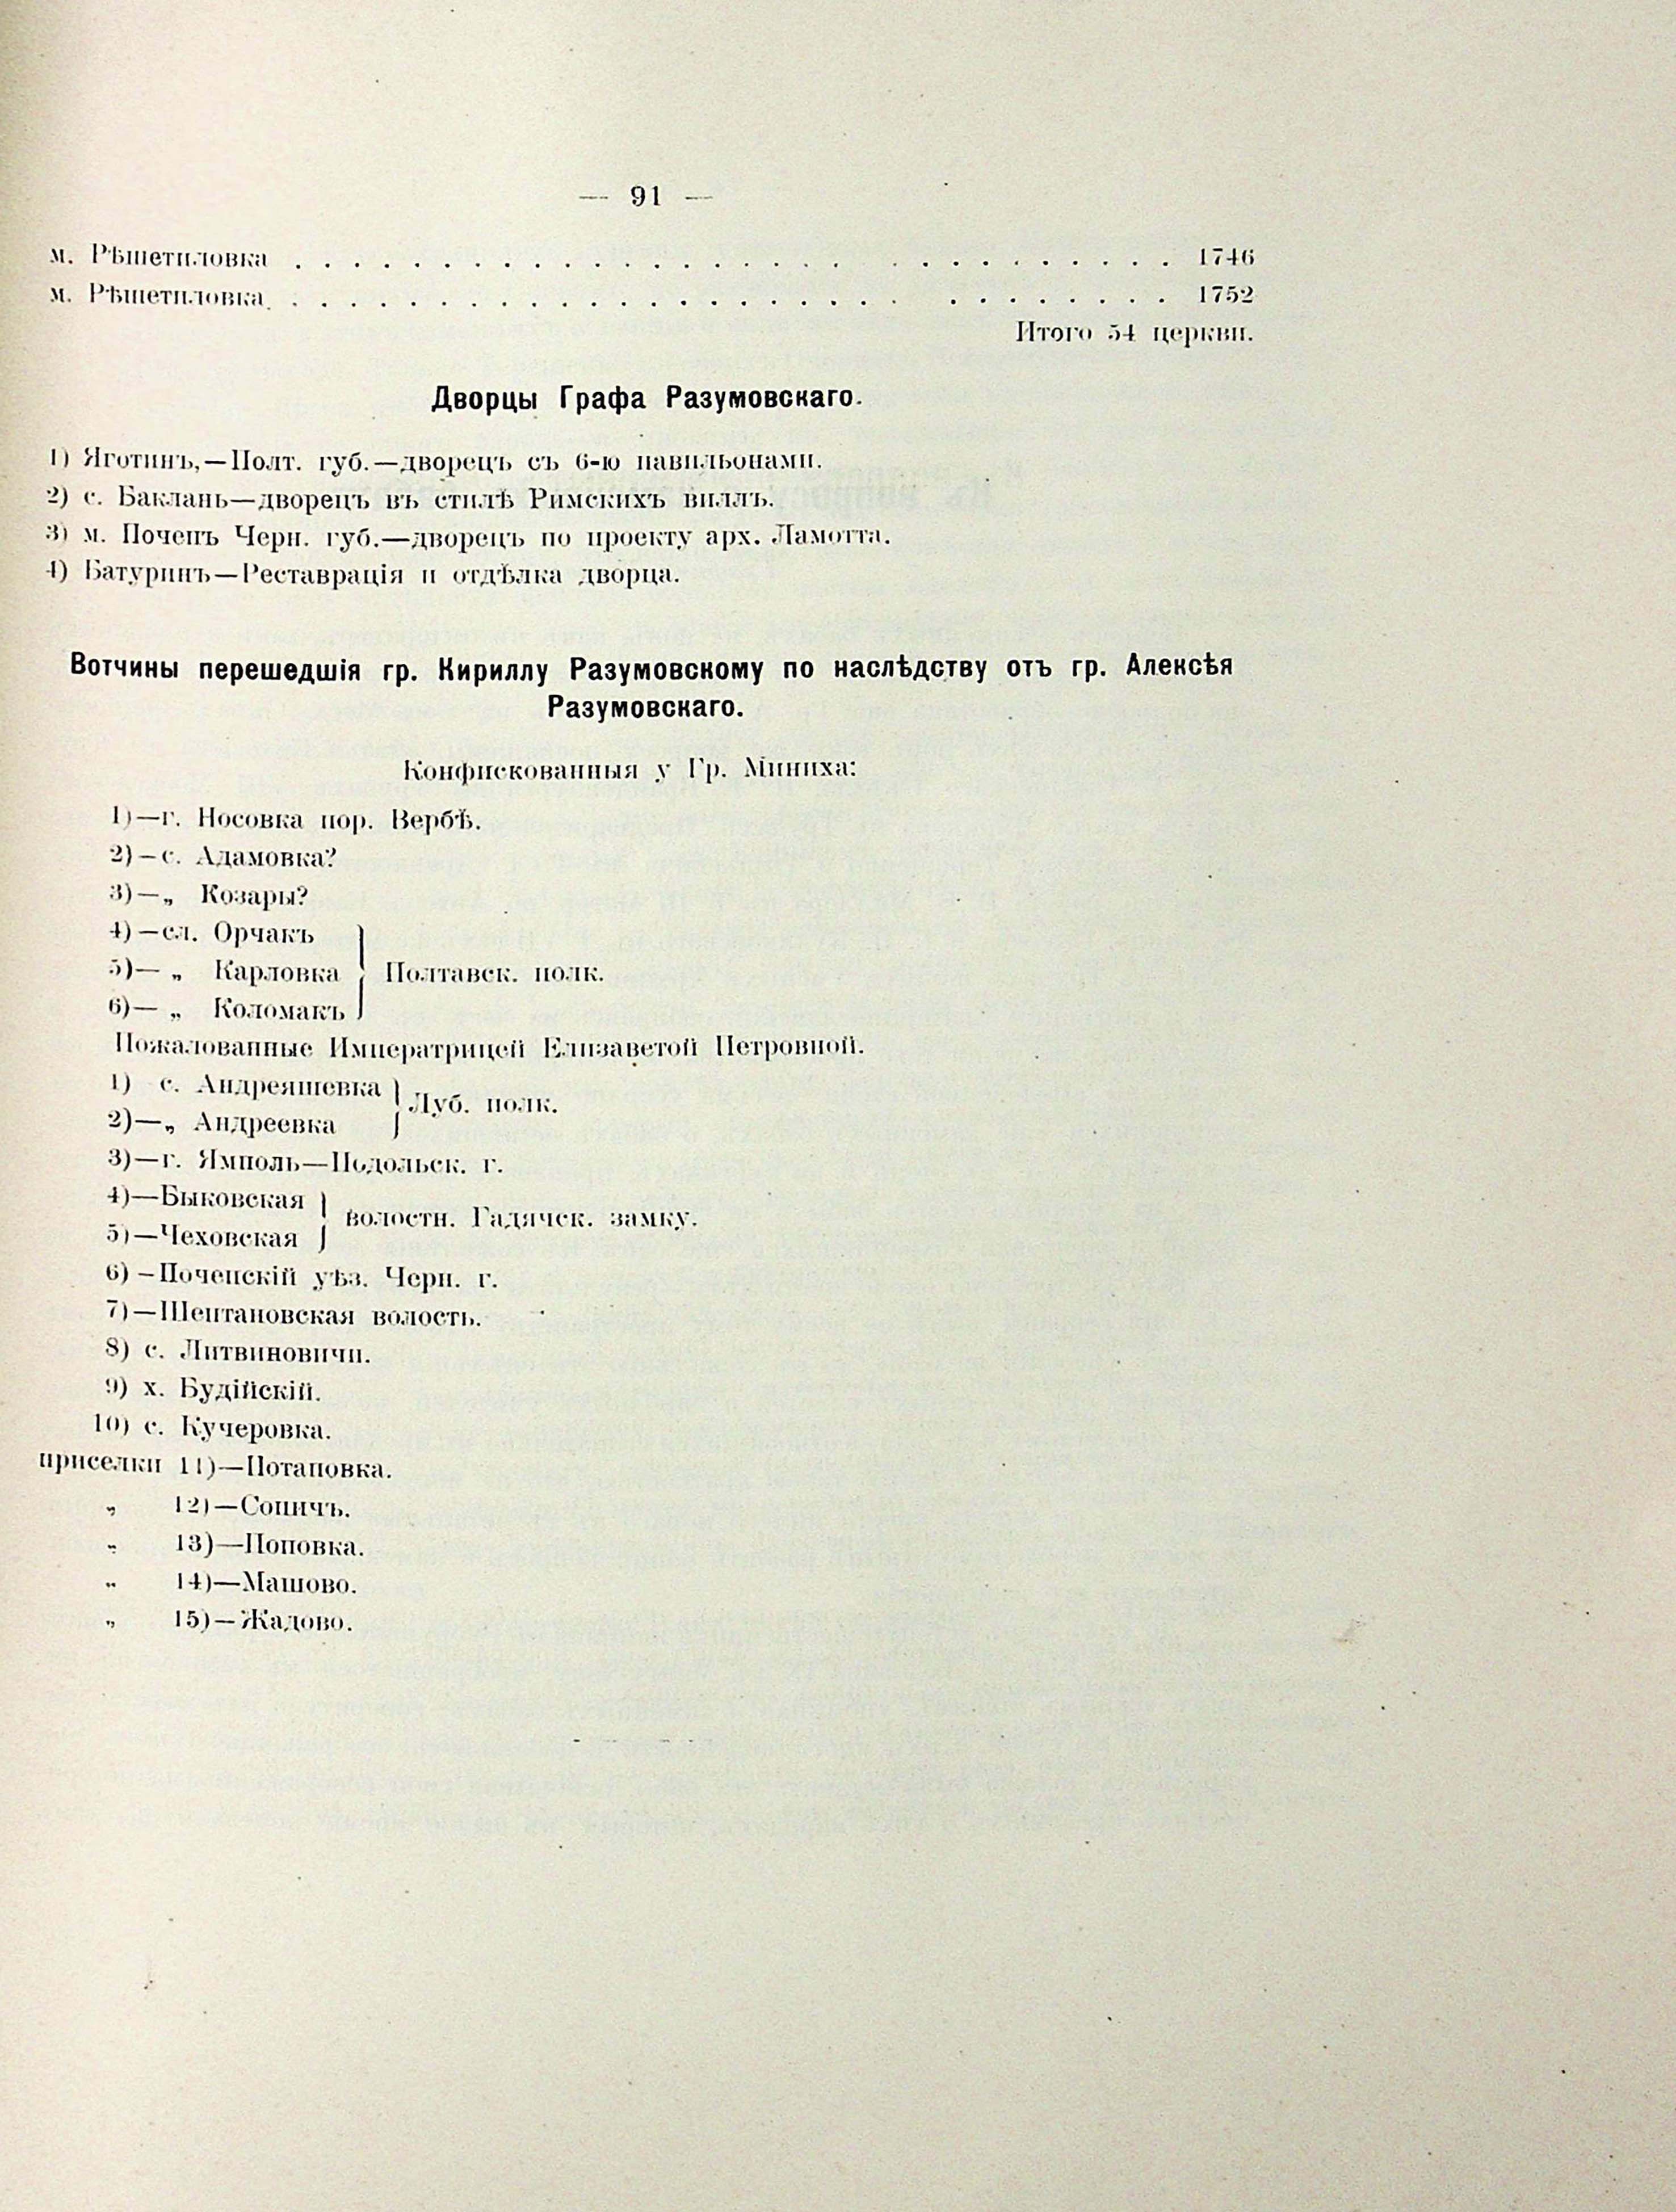 — 91 —
м. Рѣшетиловка . . . . . . . . . . . . . . . . . . . . . . . . . . . . . 1746
м. Рѣшетиловка . . . . . . . . . . . . . . . . . . . . . . . . . . . . . 1752
Итого 54 церкви.
Дворцы Графа Разумовскаго.
1) Яготинъ,—Полт. губ.—дворецъ съ 6-ю павильонами.
2) с. Баклань—дворецъ въ стилѣ Римскихъ виллъ.
3) м. Почепъ Черн. губ.—дворецъ по проекту арх. Ламотта.
4) Батуринъ—Реставрація и отдѣлка дворца.
Вотчины перешедшія гр. Кириллу Разумовскому по наслѣдству отъ гр. Алексѣя
Разумовскаго.
Конфискованныя у Гр. Миниха:
1)—г. Носовка пор. Вербѣ.
2)—с. Адамовка?
3)—„ Козары?
4)—сл. Орчакъ
5)— „ Карловка } Полтавск. полк.
6)— „ Коломакъ
Пожалованные Императрицей Елизаветой Петровной.
1) с. Андреяшевка } Луб. полк.
2)—„ Андреевка
3)—г. Ямполь—Подольск. г.
4)—Быковская } волостн. Гадячск. замку.
5)—Чеховская
6)—Почепскій уѣз. Черн. г.
7)—Шептановская волость.
8) с. Литвиновичи.
9) х. Будійскій.
10) с. Кучеровка.
приселки 11)—Потаповка.
„ 12)—Сопичъ.
„ 13)—Поповка.
„ 14)—Машово.
„ 15)—Жадово.